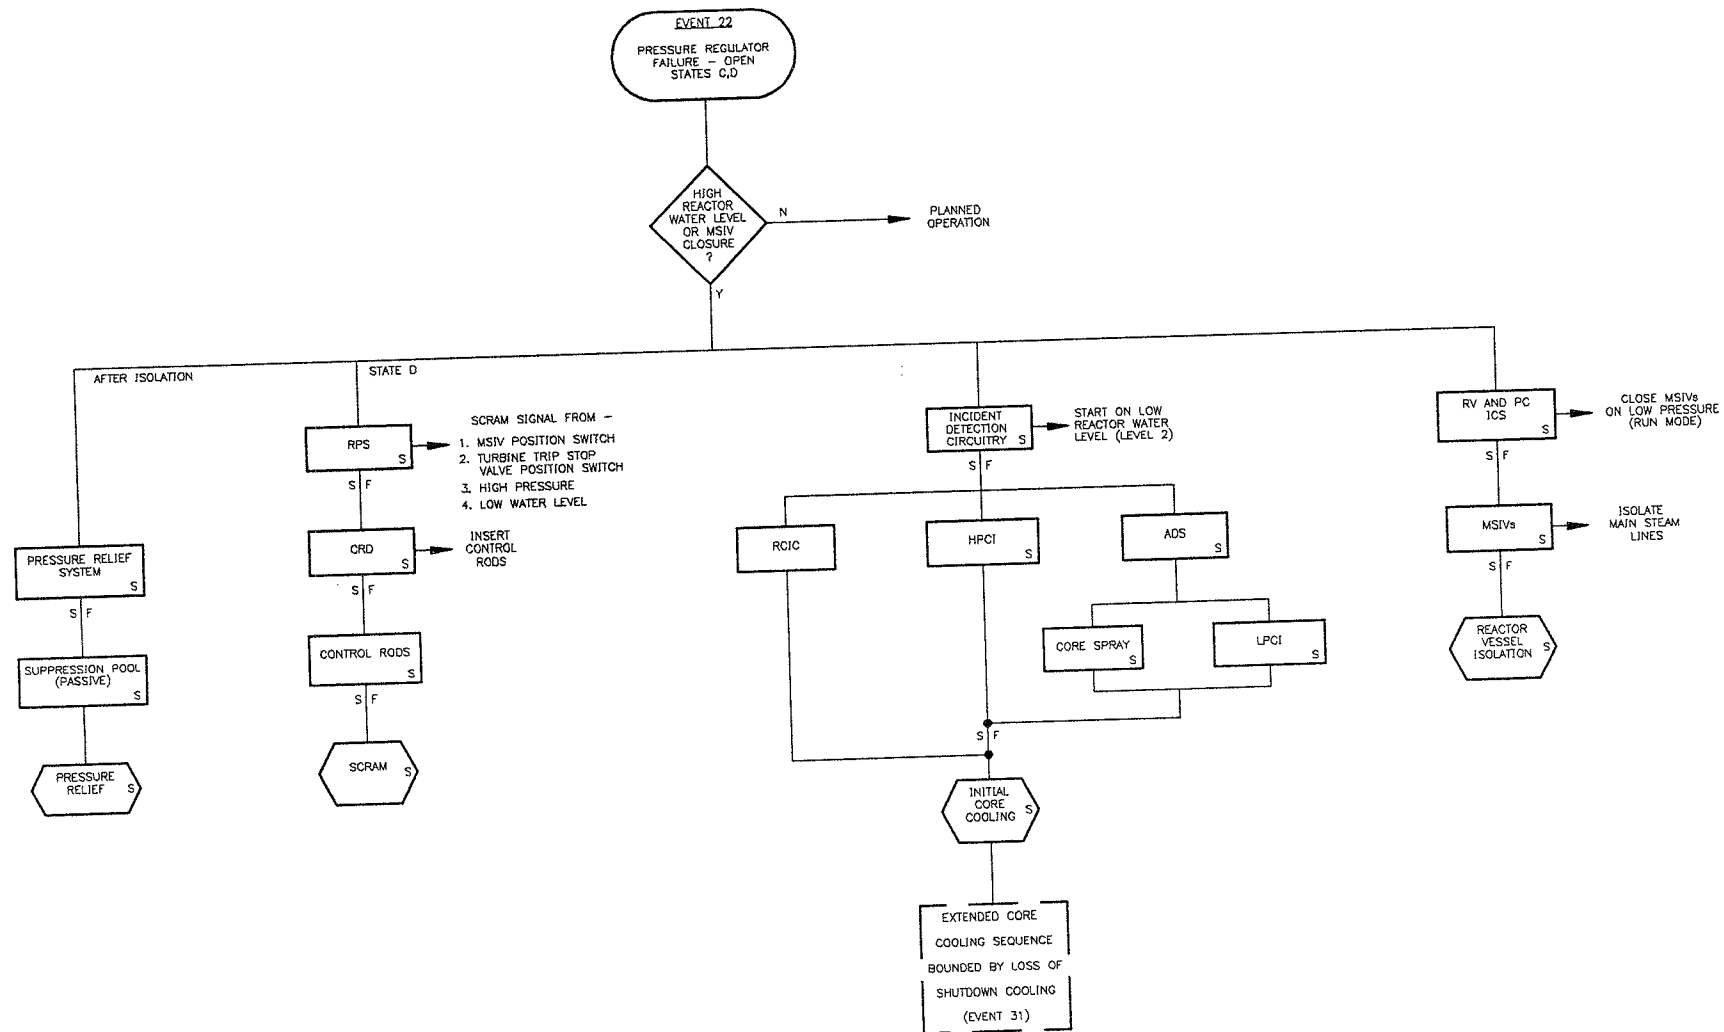 EVENT 22
PRESSURE REGULATOR
FAILURE - OPEN
STATES C,D
HIGH
REACTOR
WATER LEVEL
OR MSIV
CLOSURE
?
N
PLANNED
OPERATION
Y
AFTER ISOLATION
STATE D
PRESSURE RELIEF
SYSTEM
S
S F
SUPPRESSION POOL
(PASSIVE)
S
PRESSURE
RELIEF
S
RPS
S
SCRAM SIGNAL FROM -
1. MSIV POSITION SWITCH
2. TURBINE TRIP STOP
VALVE POSITION SWITCH
3. HIGH PRESSURE
4. LOW WATER LEVEL
S F
CRD
S
INSERT
CONTROL
RODS
S F
CONTROL RODS
S
S F
SCRAM
S
INCIDENT
DETECTION
CIRCUITRY
S
START ON LOW
REACTOR WATER
LEVEL (LEVEL 2)
S F
RCIC
HPCI
S
ADS
S
CORE SPRAY
S
LPCI
S
S F
INITIAL
CORE
COOLING
S
EXTENDED CORE
COOLING SEQUENCE
BOUNDED BY LOSS OF
SHUTDOWN COOLING
(EVENT 31)
RV AND PC
ICS
S
CLOSE MSIVs
ON LOW PRESSURE
(RUN MODE)
S F
MSIVs
S
ISOLATE
MAIN STEAM
LINES
S F
REACTOR
VESSEL
ISOLATION
S